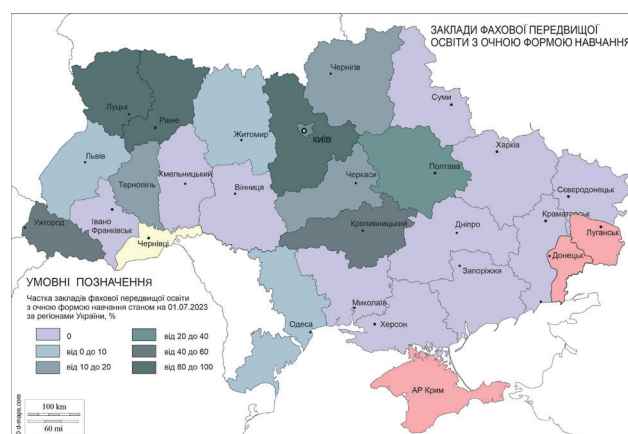 ЗАКЛАДИ ФАХОВОЇ ПЕРЕДВИЩОЇ
ОСВІТИ З ОЧНОЮ ФОРМОЮ НАВЧАННЯ
Чернігів
Луцьк
Рівне
Суми
Житомир
КИЇВ
Львів
Харків
Тернопіль
Хмельницький
Полтава
Черкаси
Вінниця
Сєвєродонецьк
Ужгород
Івано
Франківськ
Кропивницький
Краматорськ
Чернівці
Дніпро
Луганськ
Донецьк
Запоріжжя
УМОВНІ ПОЗНАЧЕННЯ
Частка закладів фахової передвищої освіти
з очною формою навчання станом на 01.07.2023
за регіонами України, %
Миколаїв
Одеса
Херсон
0
від 20 до 40
від 0 до 10
від 40 до 60
від 10 до 20
від 80 до 100
АР Крим
100 km
60 mi
© d-maps.com